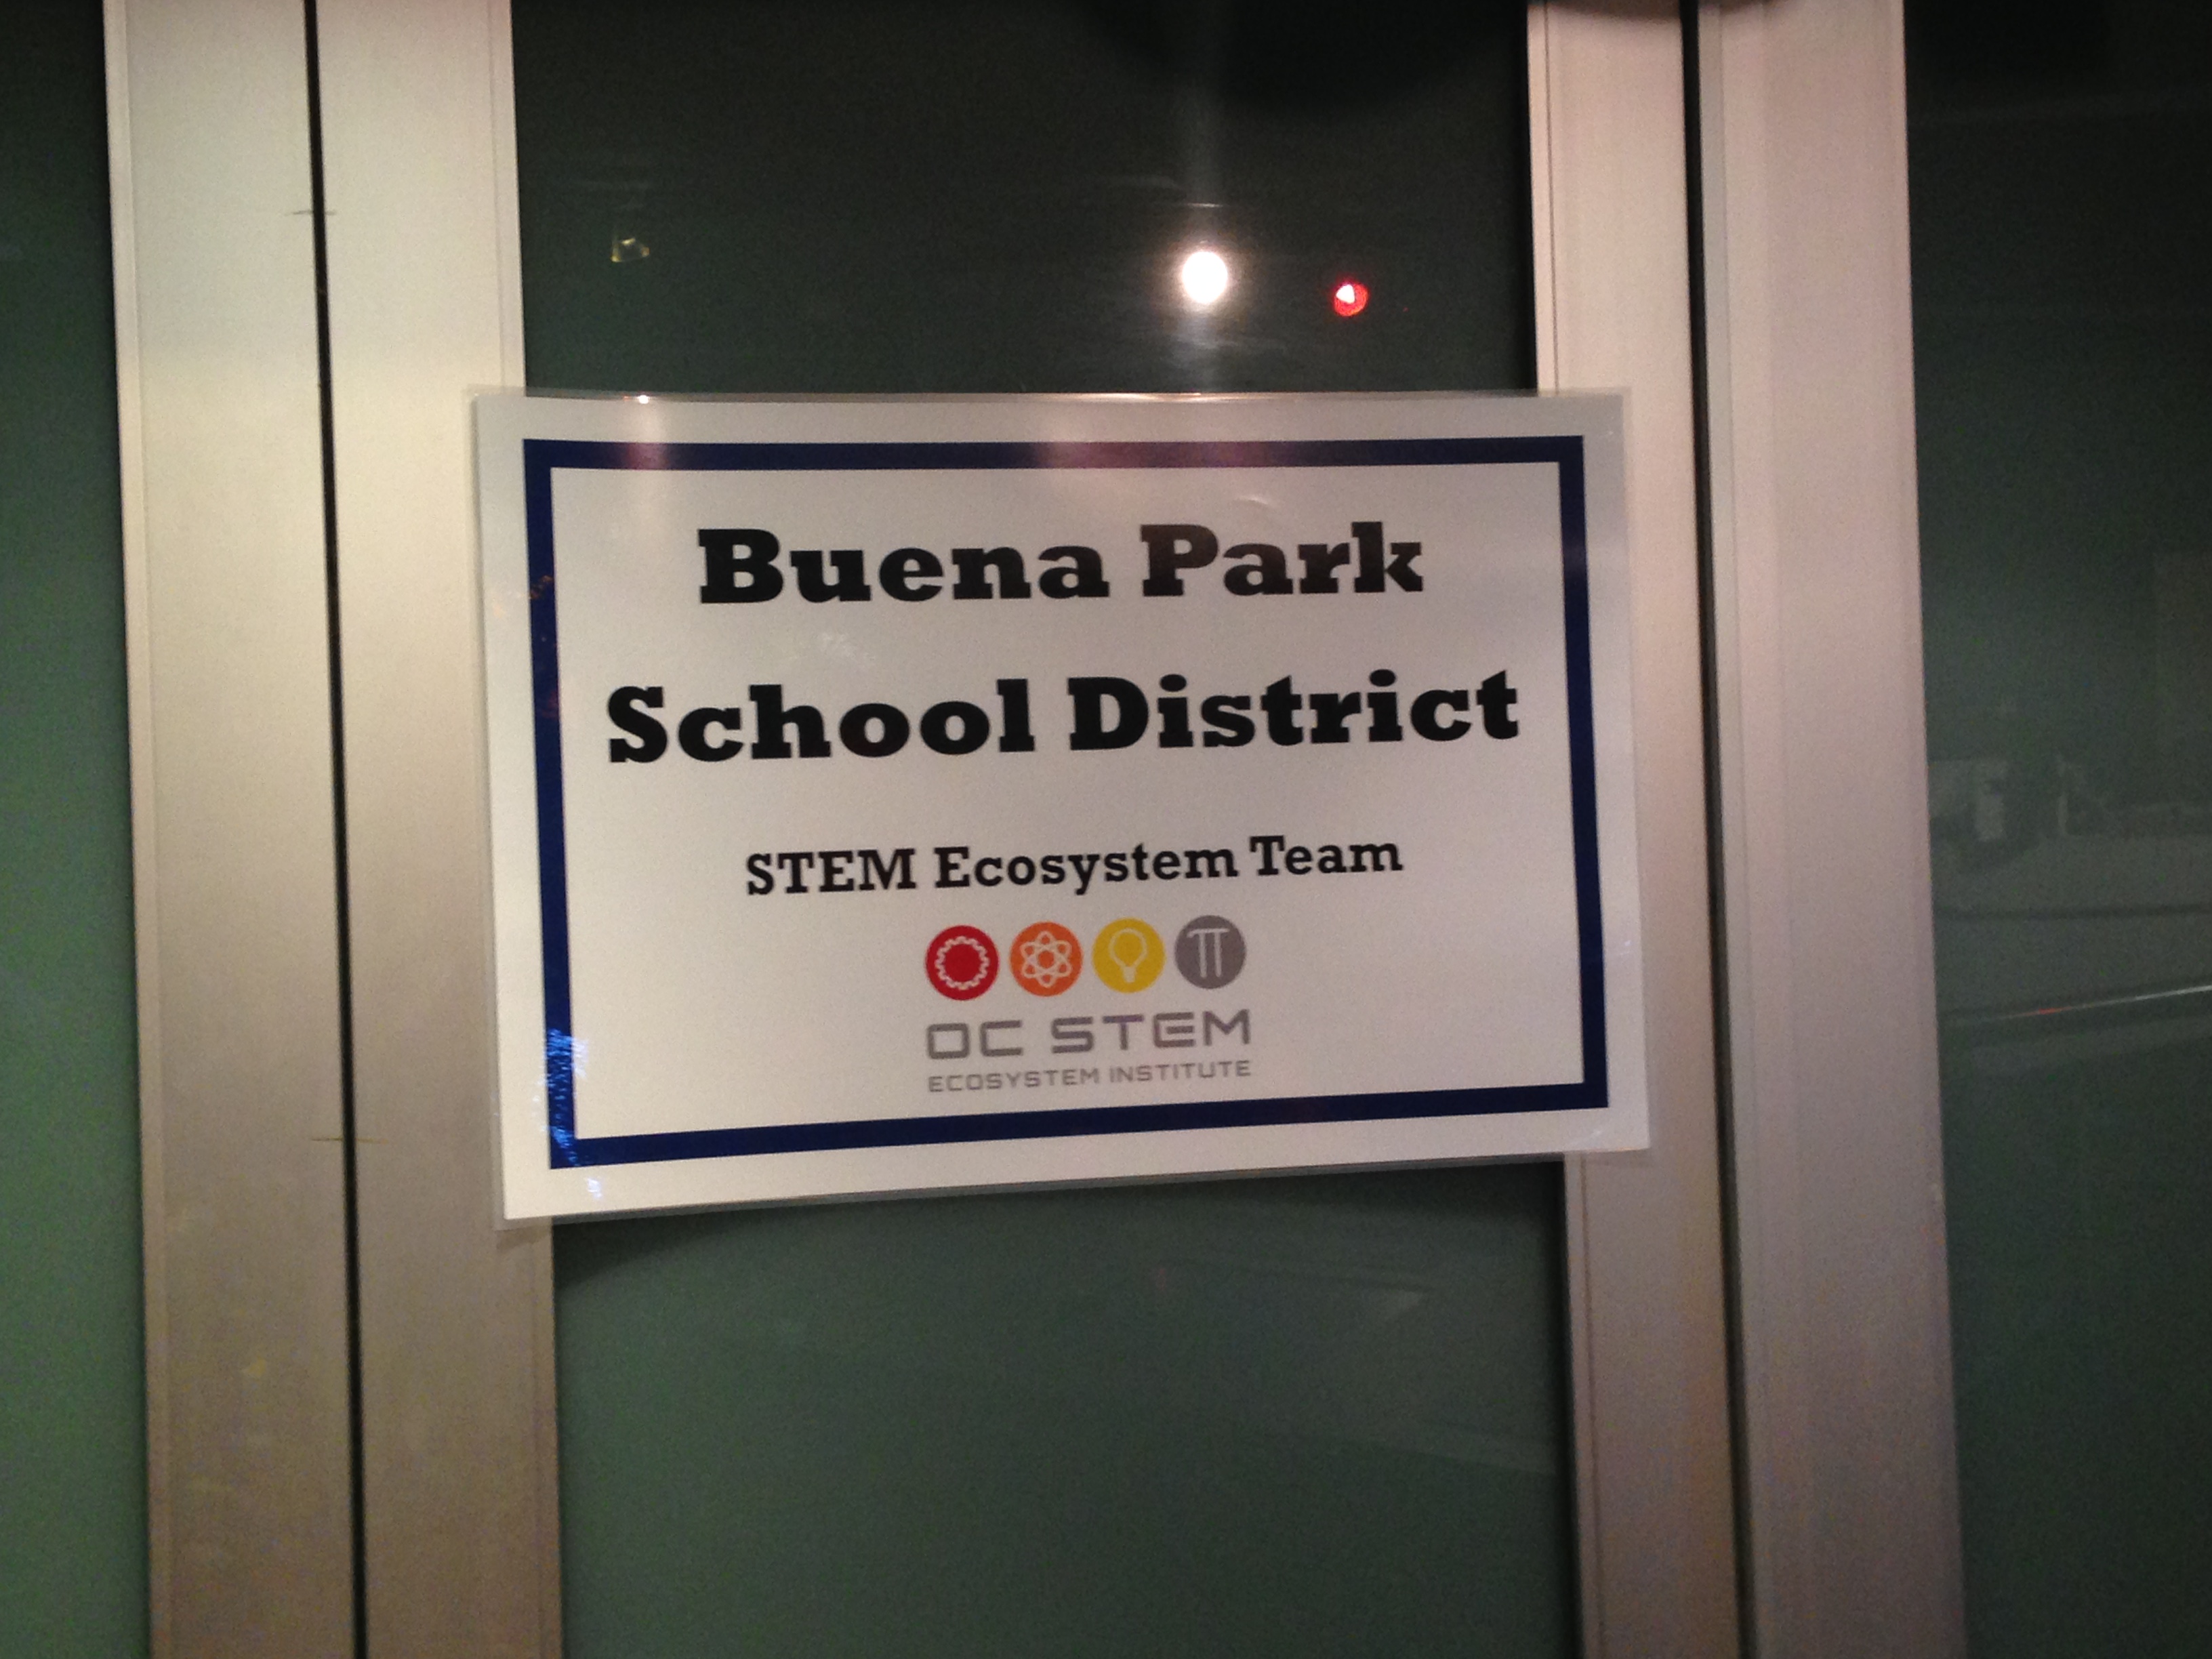 Buena Park
School District
STEM Ecosystem Team
π
OC STEM
ECOSYSTEM INSTITUTE